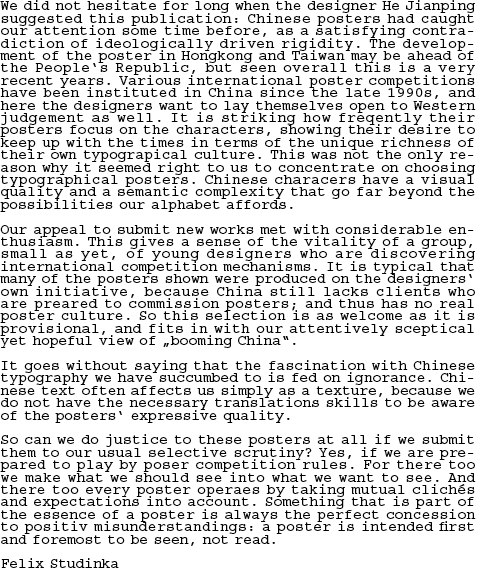 We did not hesitate for long when the designer He Jianping
suggested this publication: Chinese posters had caught
our attention some time before, as a satisfying contra-
diction of ideologically driven rigidity. The develop-
ment of the poster in Hongkong and Taiwan may be ahead of
the People‘s Republic, but seen overall this is a very
recent years. Various international poster competitions
have been instituted in China since the late 1990s, and
here the designers want to lay themselves open to Western
judgement as well. It is striking how freqently their
posters focus on the characters, showing their desire to
keep up with the times in terms of the unique richness of
their own typograpical culture. This was not the only re-
ason why it seemed right to us to concentrate on choosing
typographical posters. Chinese characers have a visual
quality and a semantic complexity that go far beyond the
possibilities our alphabet affords.

Our appeal to submit new works met with considerable en-
thusiasm. This gives a sense of the vitality of a group,
small as yet, of young designers who are discovering
international competition mechanisms. It is typical that
many of the posters shown were produced on the designers‘
own initiative, because China still lacks clients who
are preared to commission posters; and thus has no real
poster culture. So this selection is as welcome as it is
provisional, and fits in with our attentively sceptical
yet hopeful view of „booming China“.

It goes without saying that the fascination with Chinese
typography we have succumbed to is fed on ignorance. Chi-
nese text often affects us simply as a texture, because we
do not have the necessary translations skills to be aware
of the posters‘ expressive quality.

So can we do justice to these posters at all if we submit
them to our usual selective scrutiny? Yes, if we are pre-
pared to play by poser competition rules. For there too
we make what we should see into what we want to see. And
there too every poster operaes by taking mutual clichés
and expectations into account. Something that is part of
the essence of a poster is always the perfect concession
to positiv misunderstandings: a poster is intended first
and foremost to be seen, not read.

Felix Studinka